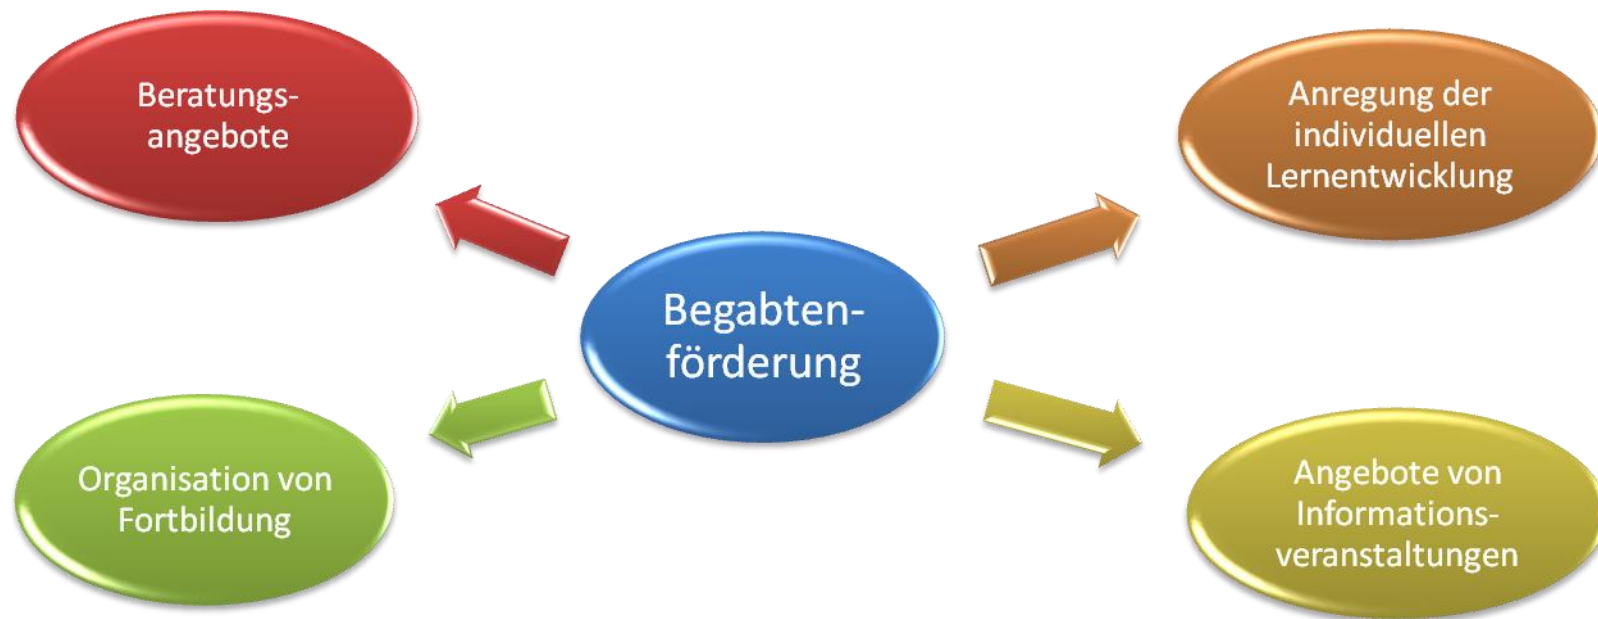 Beratungs-
angebote
Anregung der
individuellen
Lernentwicklung
Begabten-
förderung
Organisation von
Fortbildung
Angebote von
Informations-
veranstaltungen